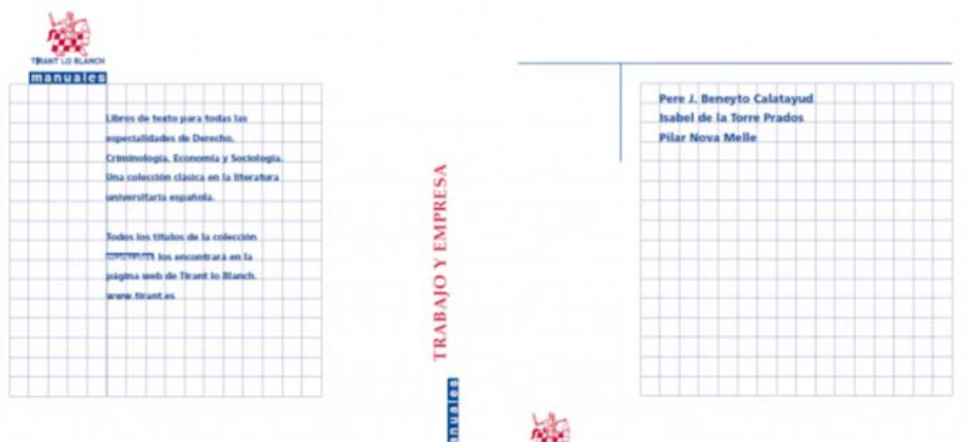 TIRANT LO BLANCH
manuales
Libros de texto para todas las
especialidades de Derecho,
Criminología, Economía y Sociología.
Una colección clásica en la literatura
universitaria española.
Todos los títulos de la colección
manuales los encontrará en la
página web de Tirant lo Blanch.
www.tirant.es
TRABAJO Y EMPRESA
Pere J. Beneyto Calatayud
Isabel de la Torre Prados
Pilar Nova Melle